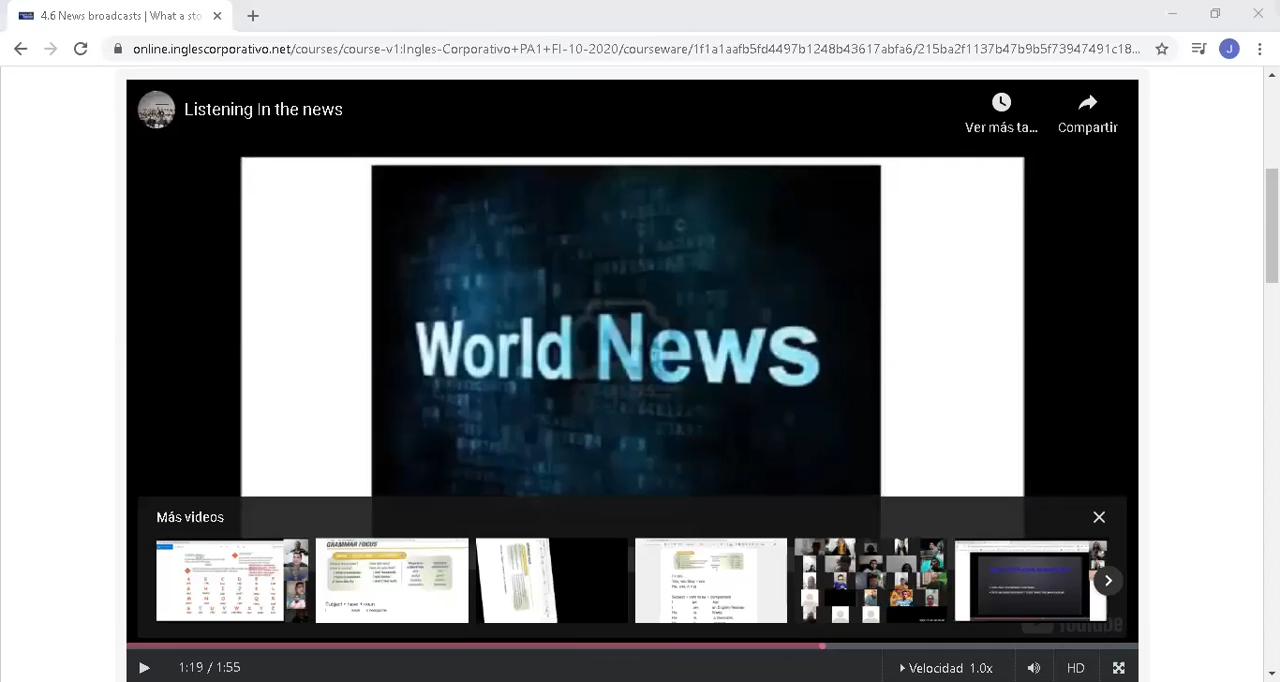 4.6 News broadcasts | What a sto
online.inglescorporativo.net/courses/course-v1:Ingles-Corporativo+PA1+FI-10-2020/courseware/1f1a1aafb5fd4497b1248b43617abfa6/215ba2f1137b47b9b5f73947491c18...
J
Listening In the news
Ver más ta...
Compartir
World News
Más videos
GRAMMAR FOCUS
YouTube
1:19 / 1:55
Velocidad 1.0x
HD